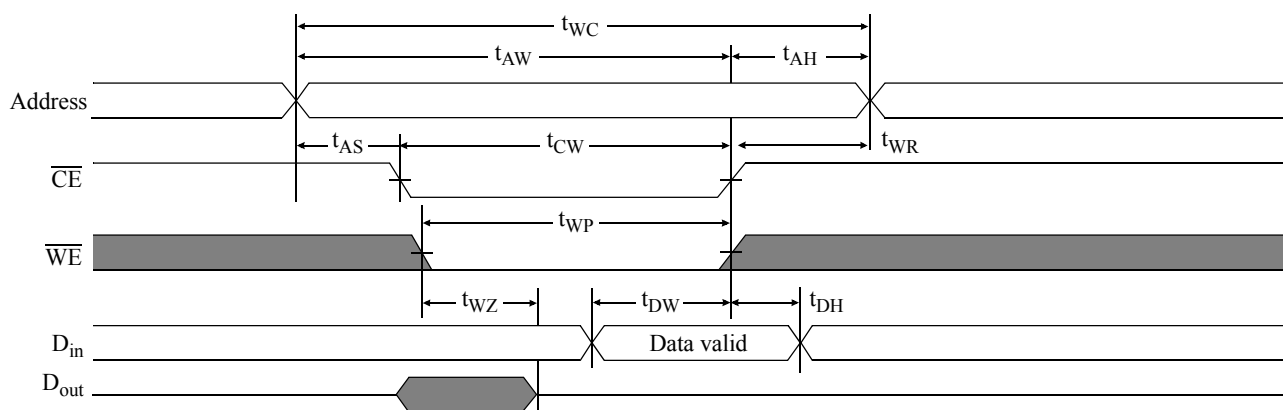 tWC
tAW tAH
Address
tAS tCW tWR
CE
tWP
WE
tWZ tDW tDH
Din Data valid
Dout